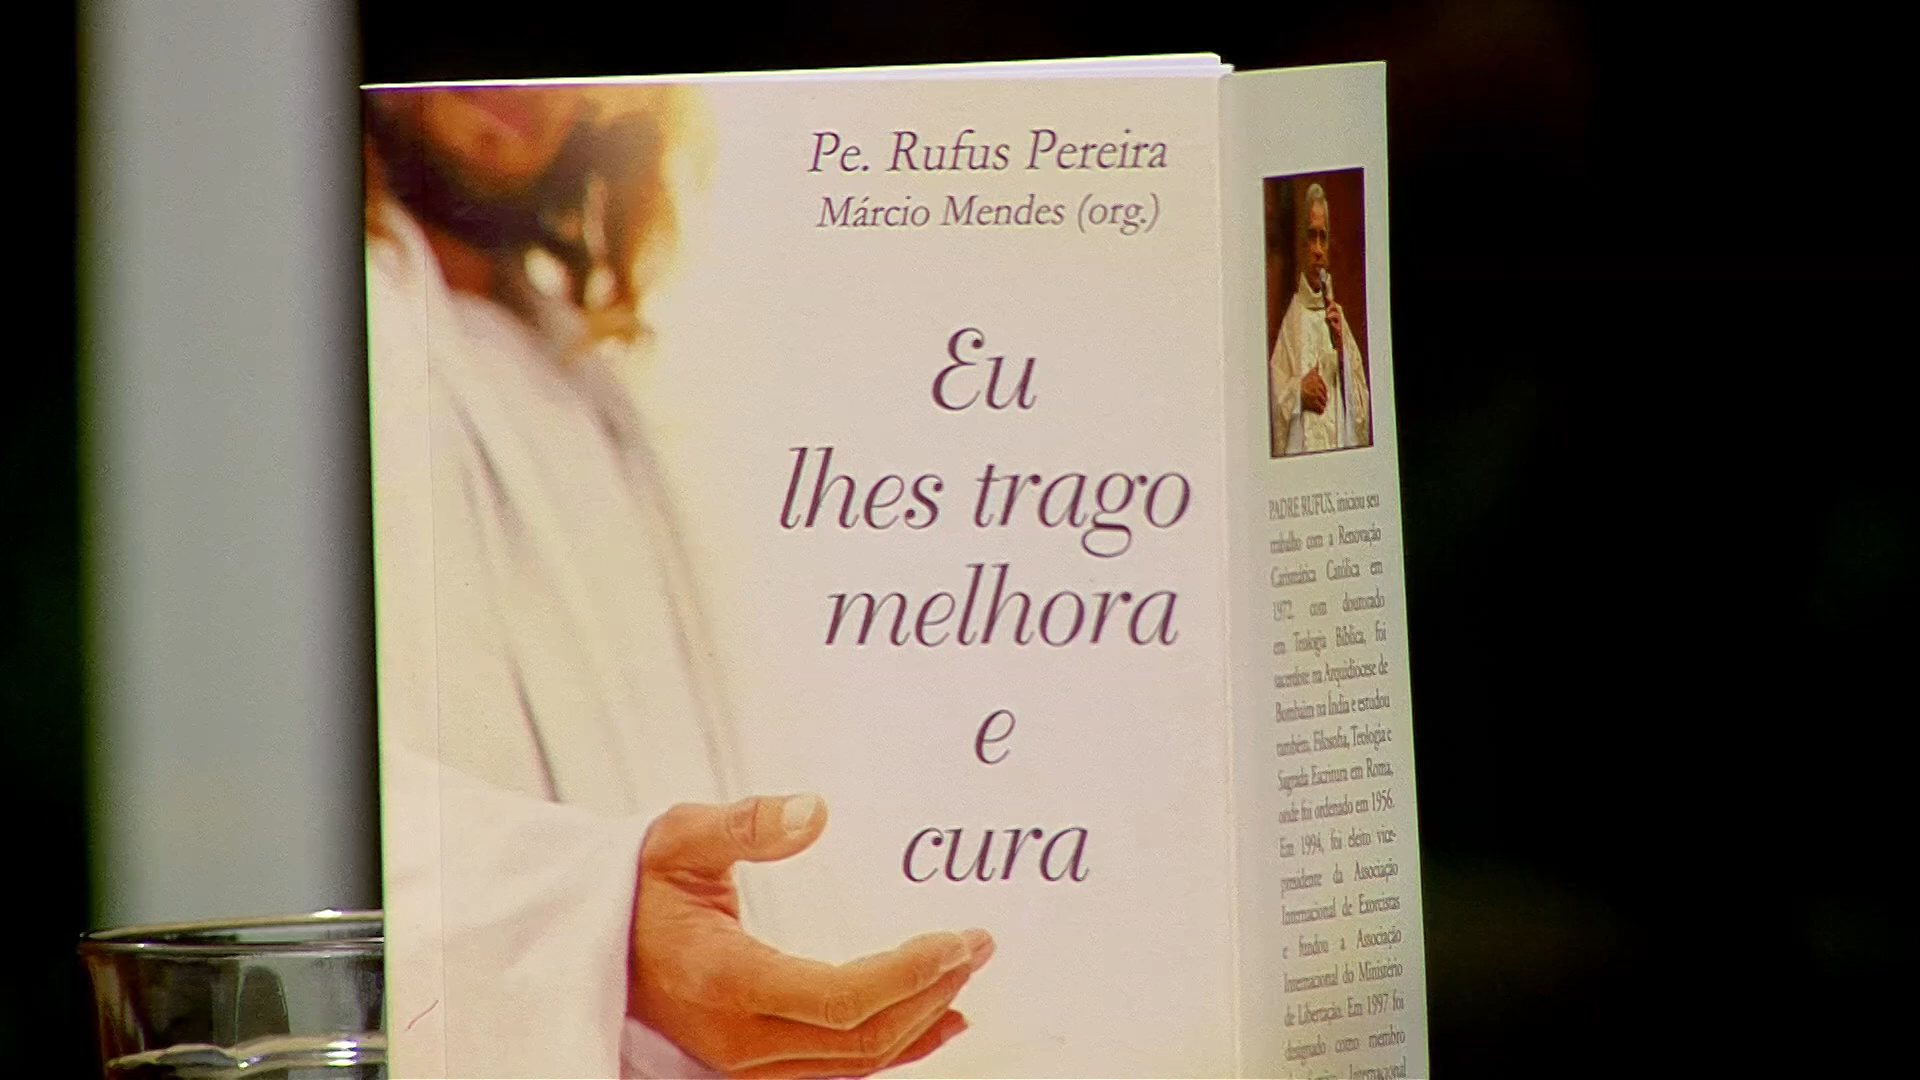 Pe. Rufus Pereira
Márcio Mendes (org.)
Eu
lhes trago
melhora
e
cura
PADRE RUFUS, iniciou seu
trabalho com a Renovação
Carismática Católica em
1972, com doutorado
em Teologia Bíblica, foi
sacerdote na Arquidiocese de
Bombaim na Índia e estudou
também, Filosofia, Teologia e
Sagrada Escritura em Roma,
onde foi ordenado em 1956.
Em 1994, foi eleito vice-
presidente da Associação
Internacional de Exorcistas
e fundou a Associação
Internacional do Ministério
de Libertação. Em 1997 foi
designado como membro
Internacional